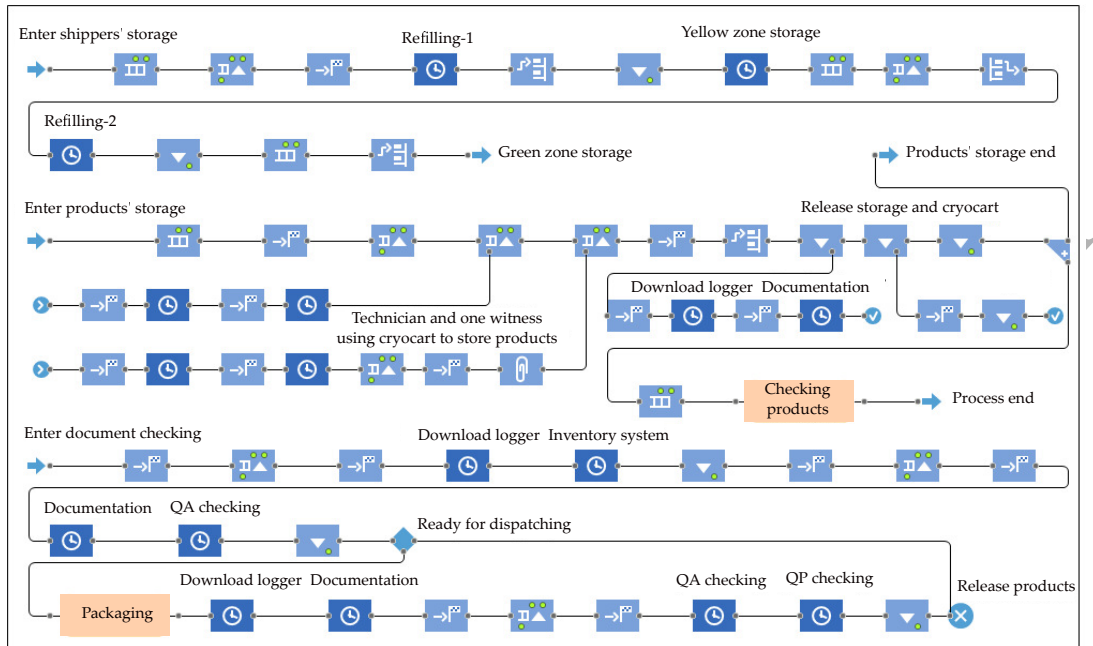 Enter shippers' storage
Refilling-1
Yellow zone storage
Refilling-2
Green zone storage
Products' storage end
Enter products' storage
Release storage and cryocart
Download logger
Documentation
Technician and one witness
using cryocart to store products
Checking
products
Process end
Enter document checking
Download logger
Inventory system
Documentation
QA checking
Ready for dispatching
Download logger
Documentation
QA checking
QP checking
Release products
Packaging